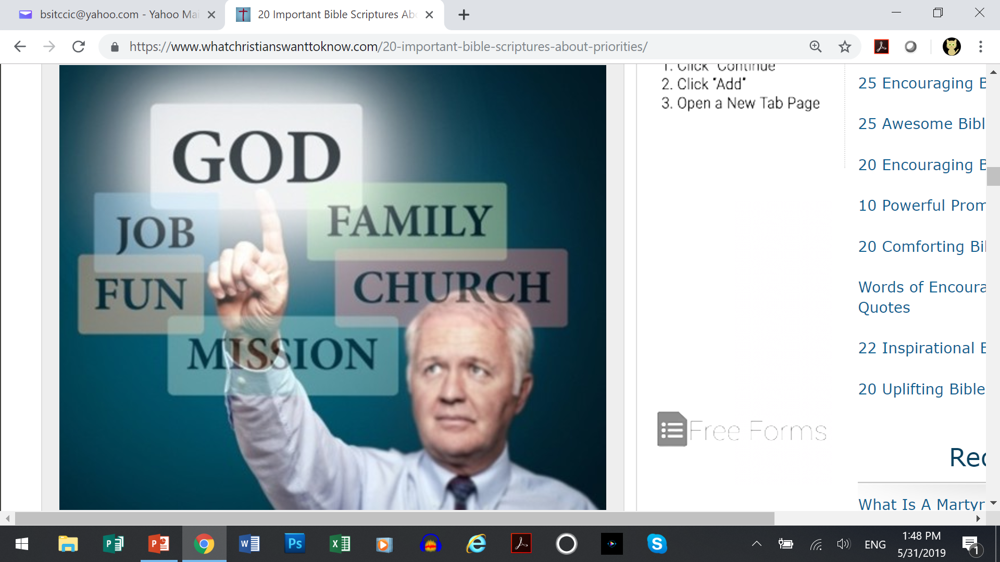 bsitccic@yahoo.com - Yahoo Mai
20 Important Bible Scriptures Abo
https://www.whatchristianswanttoknow.com/20-important-bible-scriptures-about-priorities/
GOD
JOB
FAMILY
FUN
CHURCH
MISSION
1. Click "Continue"
2. Click "Add"
3. Open a New Tab Page
Free Forms
25 Encouraging B
25 Awesome Bibl
20 Encouraging B
10 Powerful Prom
20 Comforting Bi
Words of Encoura
Quotes
22 Inspirational
20 Uplifting Bible
Rec
What Is A Martyr
Ps
ENG
1:48 PM
5/31/2019
1